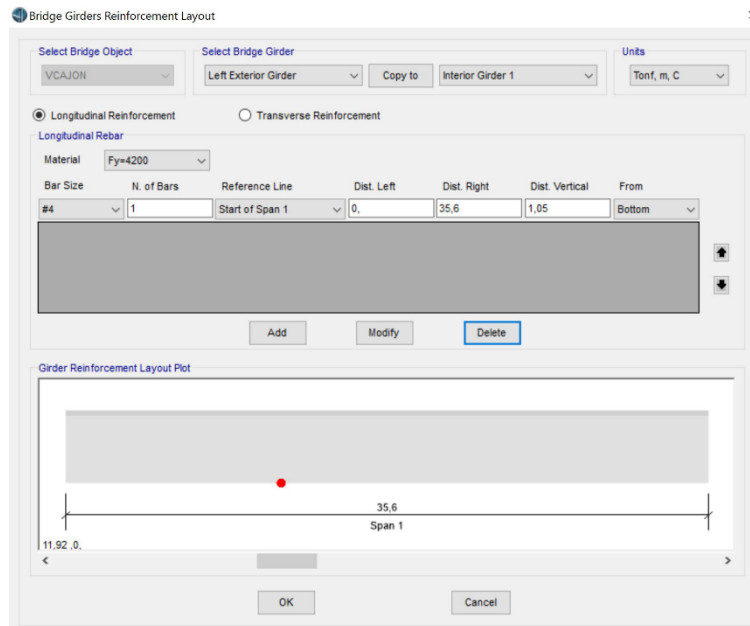 Bridge Girders Reinforcement Layout
Select Bridge Object
Select Bridge Girder
Units
VCAJON
Left Exterior Girder
Copy to
Interior Girder 1
Tonf, m, C
Longitudinal Reinforcement
Transverse Reinforcement
Longitudinal Rebar
Material
Fy=4200
Bar Size
N. of Bars
Reference Line
Dist. Left
Dist. Right
Dist. Vertical
From
#4
1
Start of Span 1
0,
35,6
1,05
Bottom
Add
Modify
Delete
Girder Reinforcement Layout Plot
35,6
Span 1
11,92 ,0,
OK
Cancel